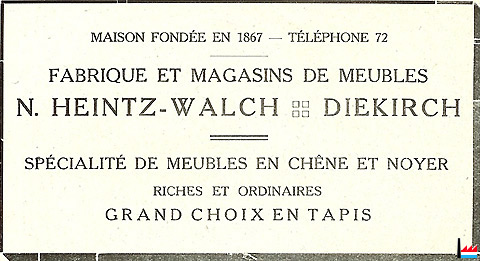 MAISON FONDÉE EN 1867 — TÉLÉPHONE 72
FABRIQUE ET MAGASINS DE MEUBLES
N. HEINTZ-WALCH DIEKIRCH
SPÉCIALITÉ DE MEUBLES EN CHÊNE ET NOYER
RICHES ET ORDINAIRES
GRAND CHOIX EN TAPIS